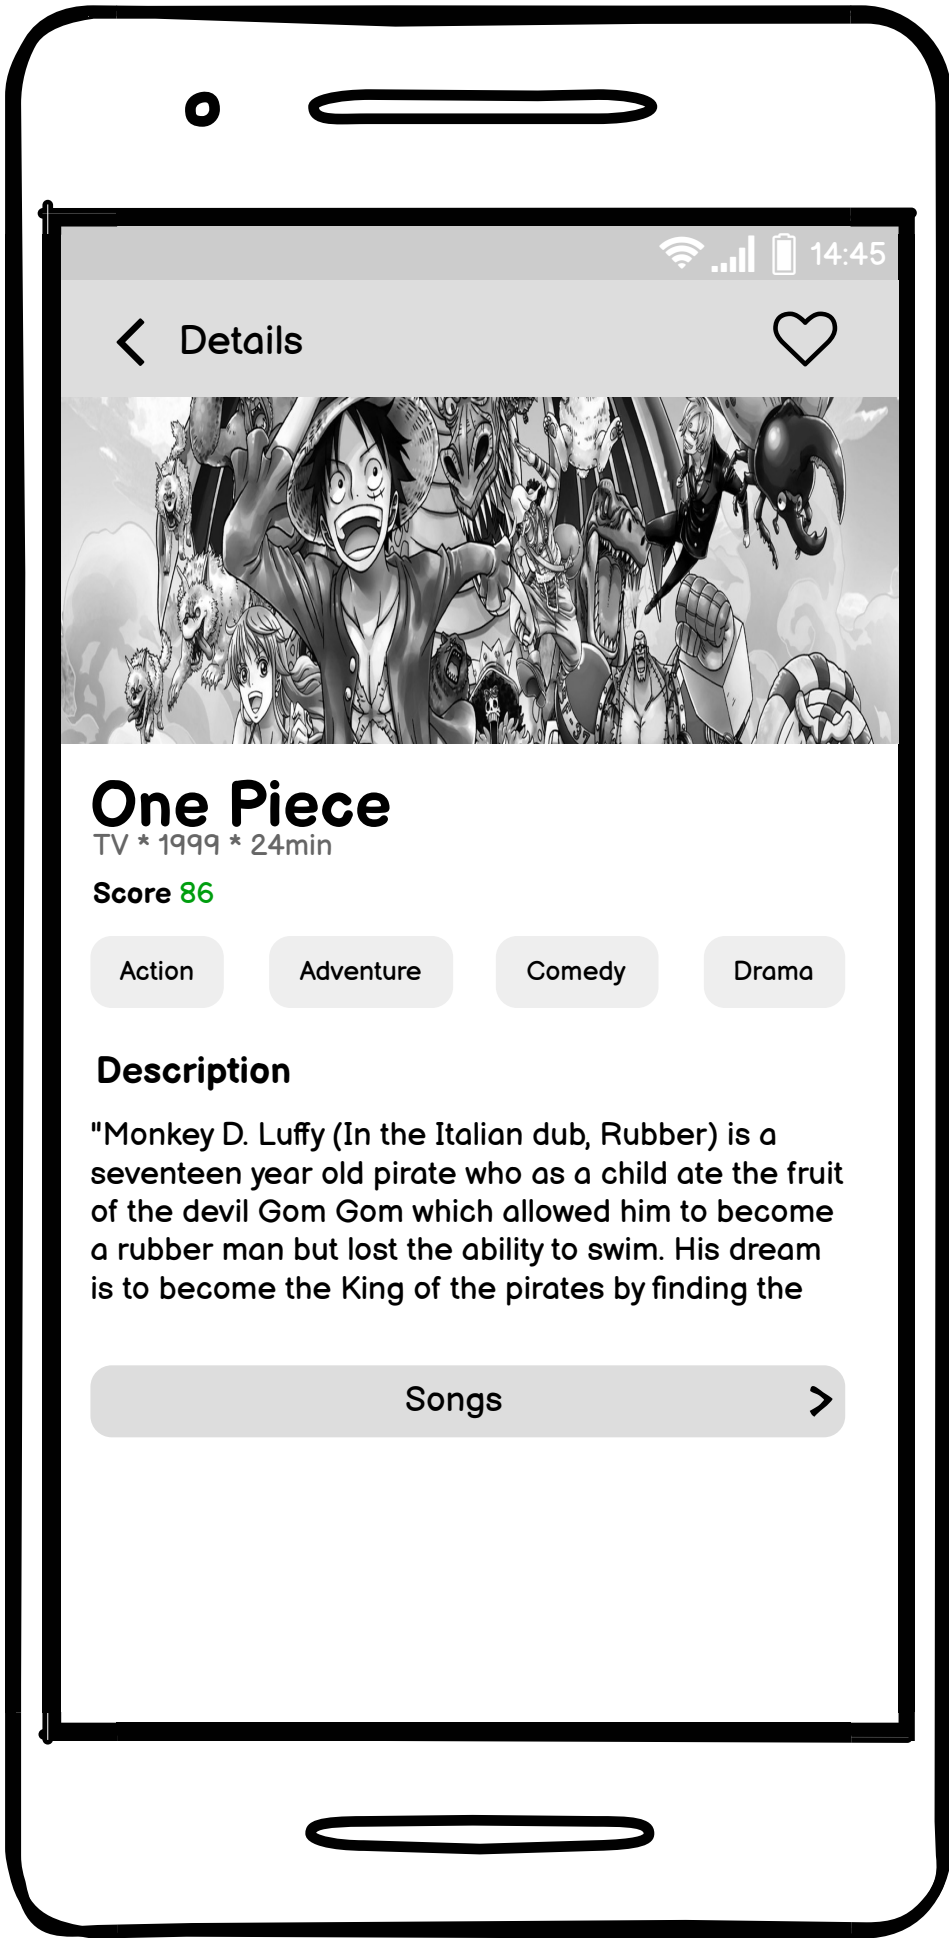 14:45
Details
One Piece
TV * 1999 * 24min
Score 86
Action Adventure Comedy Drama
Description
"Monkey D. Luffy (In the Italian dub, Rubber) is a
seventeen year old pirate who as a child ate the fruit
of the devil Gom Gom which allowed him to become
a rubber man but lost the ability to swim. His dream
is to become the King of the pirates by finding the
Songs